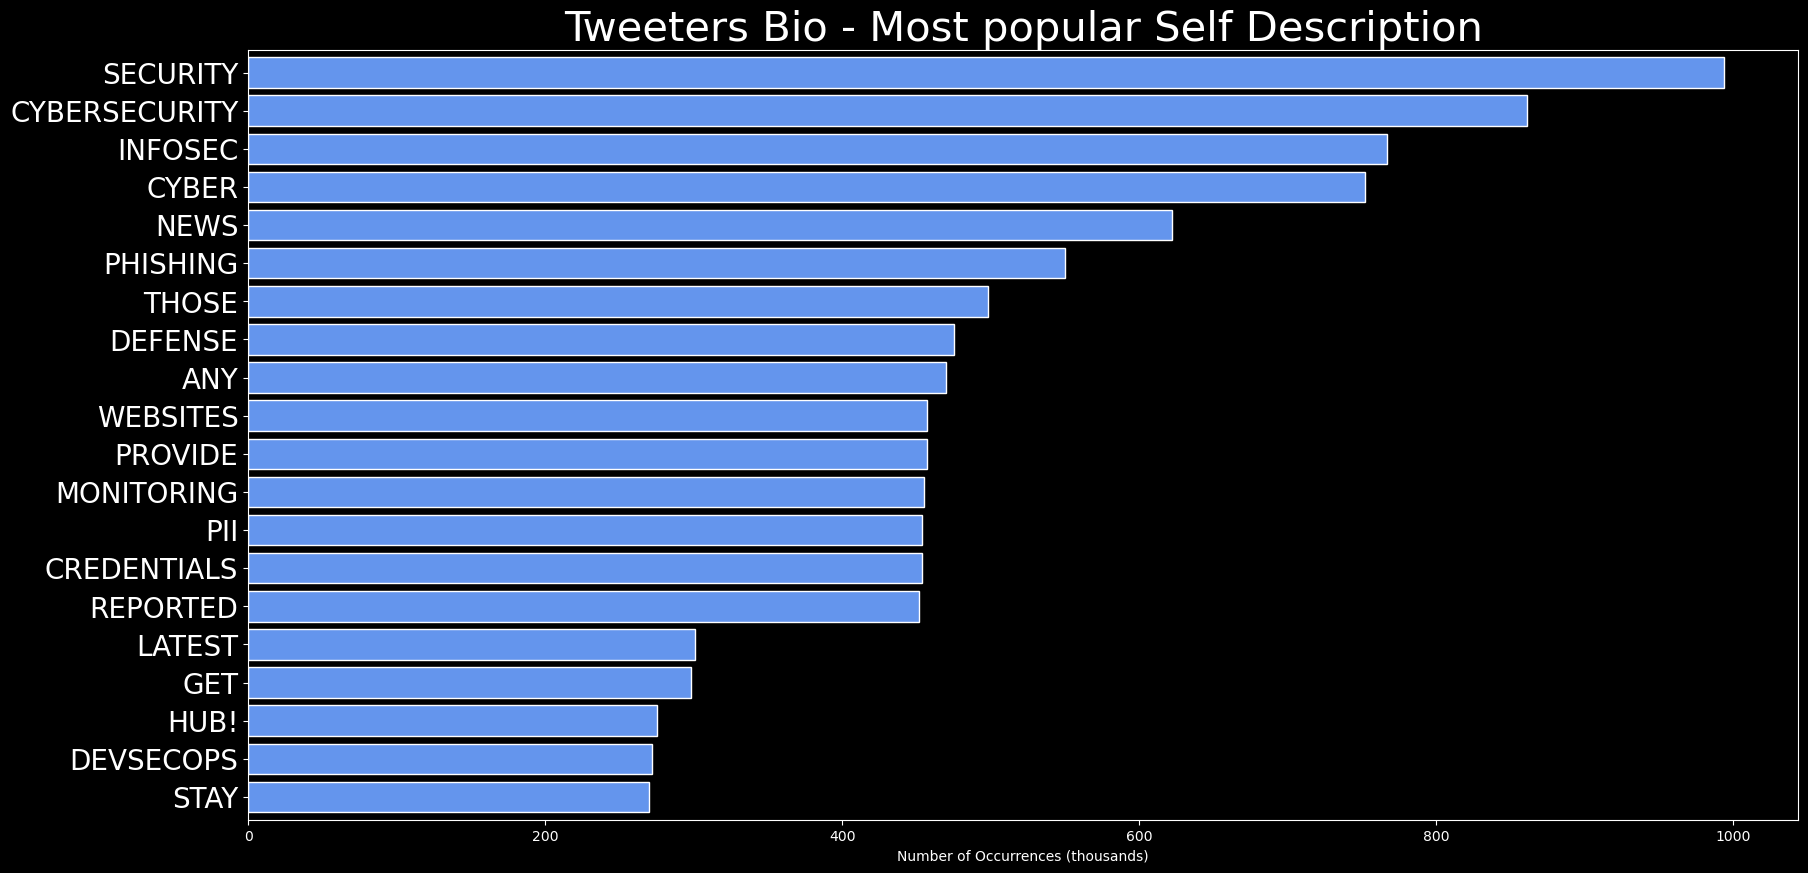 Tweeters Bio - Most popular Self Description
SECURITY
CYBERSECURITY
INFOSEC
CYBER
NEWS
PHISHING
THOSE
DEFENSE
ANY
WEBSITES
PROVIDE
MONITORING
PII
CREDENTIALS
REPORTED
LATEST
GET
HUB!
DEVSECOPS
STAY
0 200 400 600 800 1000
Number of Occurrences (thousands)